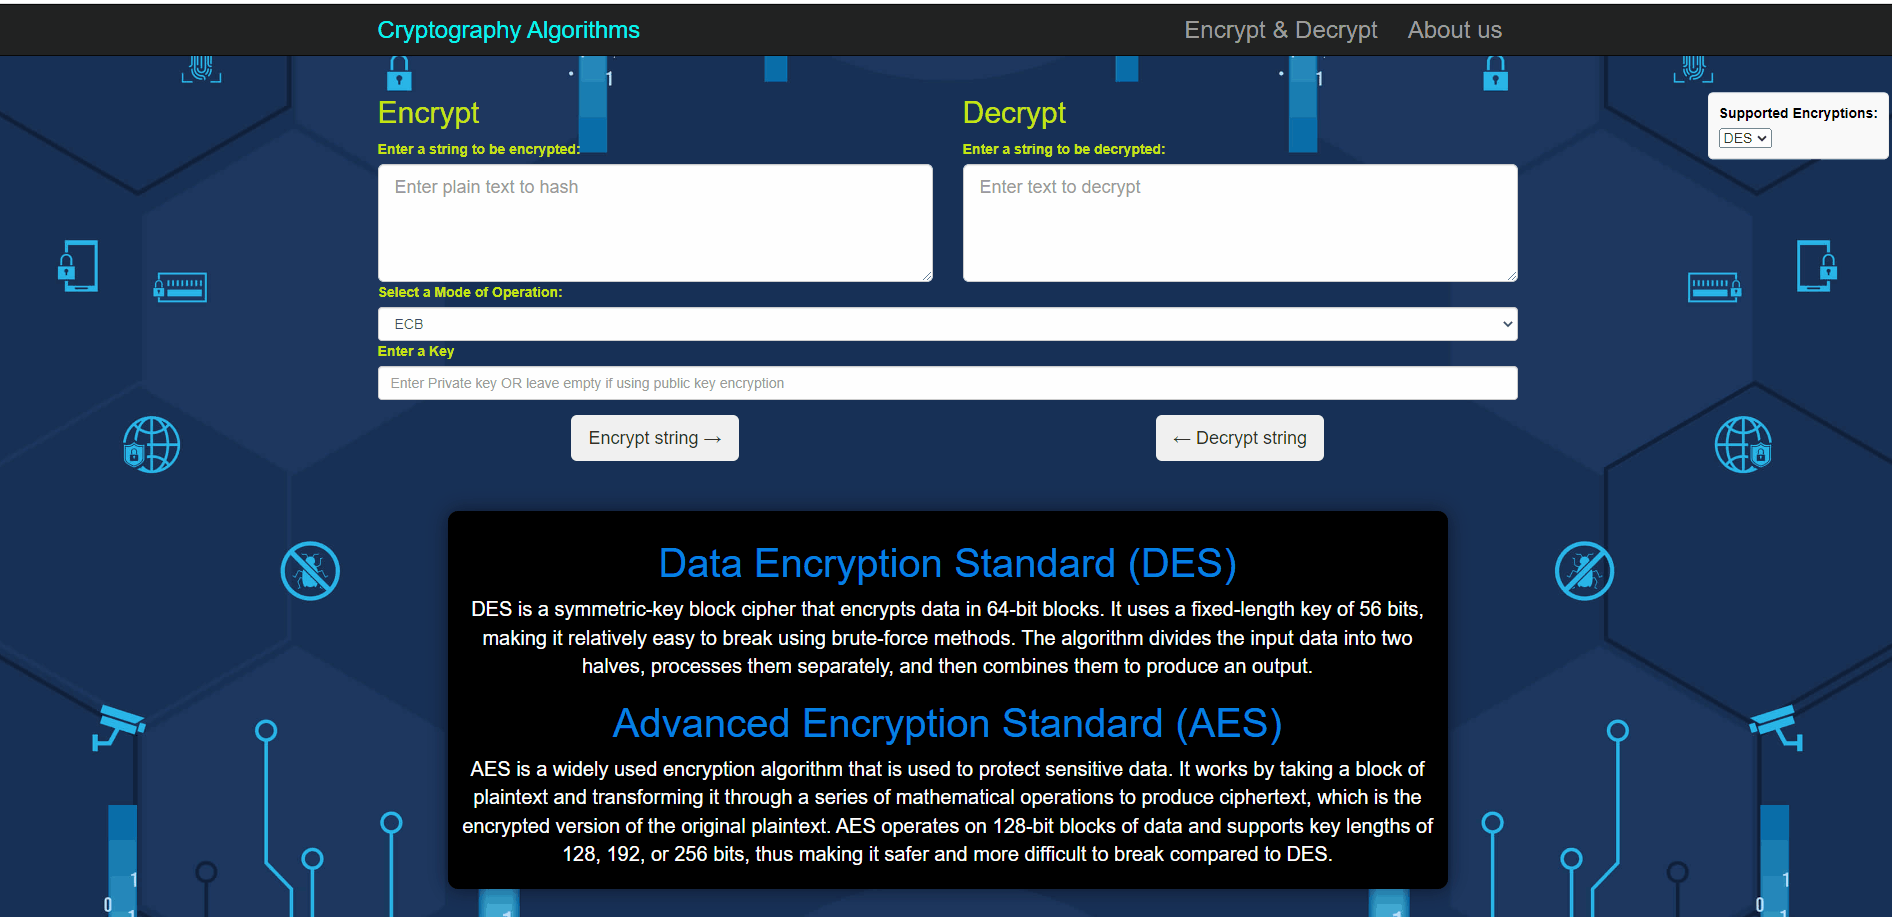 Cryptography Algorithms
Encrypt & Decrypt
About us
1
1
Encrypt
Enter a string to be encrypted:
Enter plain text to hash
Decrypt
Enter a string to be decrypted:
Enter text to decrypt
Supported Encryptions:
DES
Select a Mode of Operation:
ECB
Enter a Key
Enter Private key OR leave empty if using public key encryption
Encrypt string →
← Decrypt string
Data Encryption Standard (DES)
DES is a symmetric-key block cipher that encrypts data in 64-bit blocks. It uses a fixed-length key of 56 bits,
making it relatively easy to break using brute-force methods. The algorithm divides the input data into two
halves, processes them separately, and then combines them to produce an output.
Advanced Encryption Standard (AES)
AES is a widely used encryption algorithm that is used to protect sensitive data. It works by taking a block of
plaintext and transforming it through a series of mathematical operations to produce ciphertext, which is the
encrypted version of the original plaintext. AES operates on 128-bit blocks of data and supports key lengths of
128, 192, or 256 bits, thus making it safer and more difficult to break compared to DES.
1
0
1
1
0
1